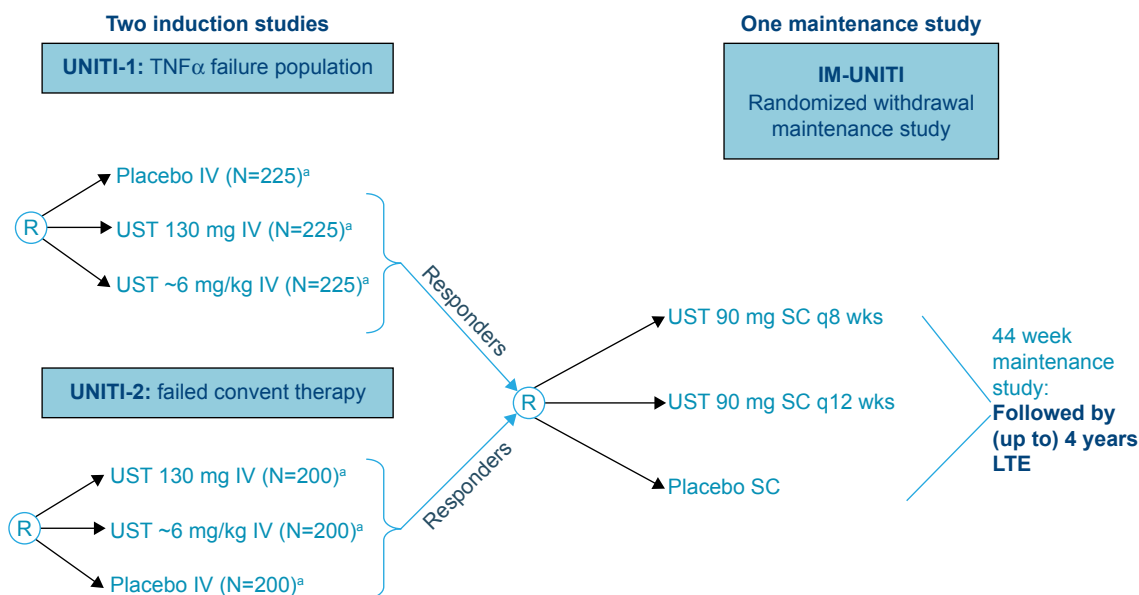 Two induction studies
UNITI-1: TNFα failure population
R
Placebo IV (N=225)ᵃ
UST 130 mg IV (N=225)ᵃ
UST ~6 mg/kg IV (N=225)ᵃ
Responders
UNITI-2: failed convent therapy
R
UST 130 mg IV (N=200)ᵃ
UST ~6 mg/kg IV (N=200)ᵃ
Placebo IV (N=200)ᵃ
Responders
One maintenance study
IM-UNITI
Randomized withdrawal
maintenance study
R
UST 90 mg SC q8 wks
UST 90 mg SC q12 wks
Placebo SC
44 week
maintenance
study:
Followed by
(up to) 4 years
LTE